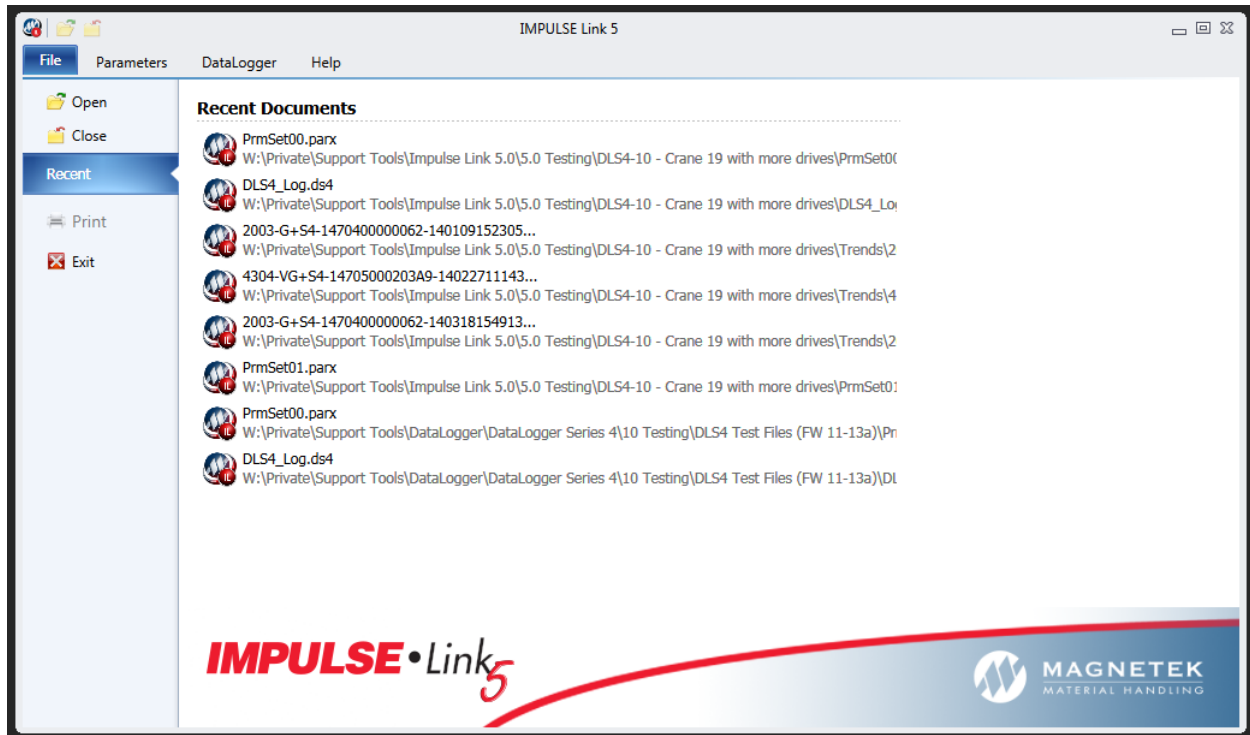 IMPULSE Link 5
File Parameters DataLogger Help
Open
Close
Recent
Print
Exit
Recent Documents
PrmSet00.parx
W:\Private\Support Tools\Impulse Link 5.0\5.0 Testing\DLS4-10 - Crane 19 with more drives\PrmSet00
DLS4_Log.ds4
W:\Private\Support Tools\Impulse Link 5.0\5.0 Testing\DLS4-10 - Crane 19 with more drives\DLS4_Log
2003-G+S4-1470400000062-140109152305...
W:\Private\Support Tools\Impulse Link 5.0\5.0 Testing\DLS4-10 - Crane 19 with more drives\Trends\2
4304-VG+S4-14705000203A9-14022711143...
W:\Private\Support Tools\Impulse Link 5.0\5.0 Testing\DLS4-10 - Crane 19 with more drives\Trends\4
2003-G+S4-1470400000062-140318154913...
W:\Private\Support Tools\Impulse Link 5.0\5.0 Testing\DLS4-10 - Crane 19 with more drives\Trends\2
PrmSet01.parx
W:\Private\Support Tools\Impulse Link 5.0\5.0 Testing\DLS4-10 - Crane 19 with more drives\PrmSet01
PrmSet00.parx
W:\Private\Support Tools\DataLogger\DataLogger Series 4\10 Testing\DLS4 Test Files (FW 11-13a)\Pr
DLS4_Log.ds4
W:\Private\Support Tools\DataLogger\DataLogger Series 4\10 Testing\DLS4 Test Files (FW 11-13a)\DL
IMPULSE•Link 5
MAGNETEK
MATERIAL HANDLING